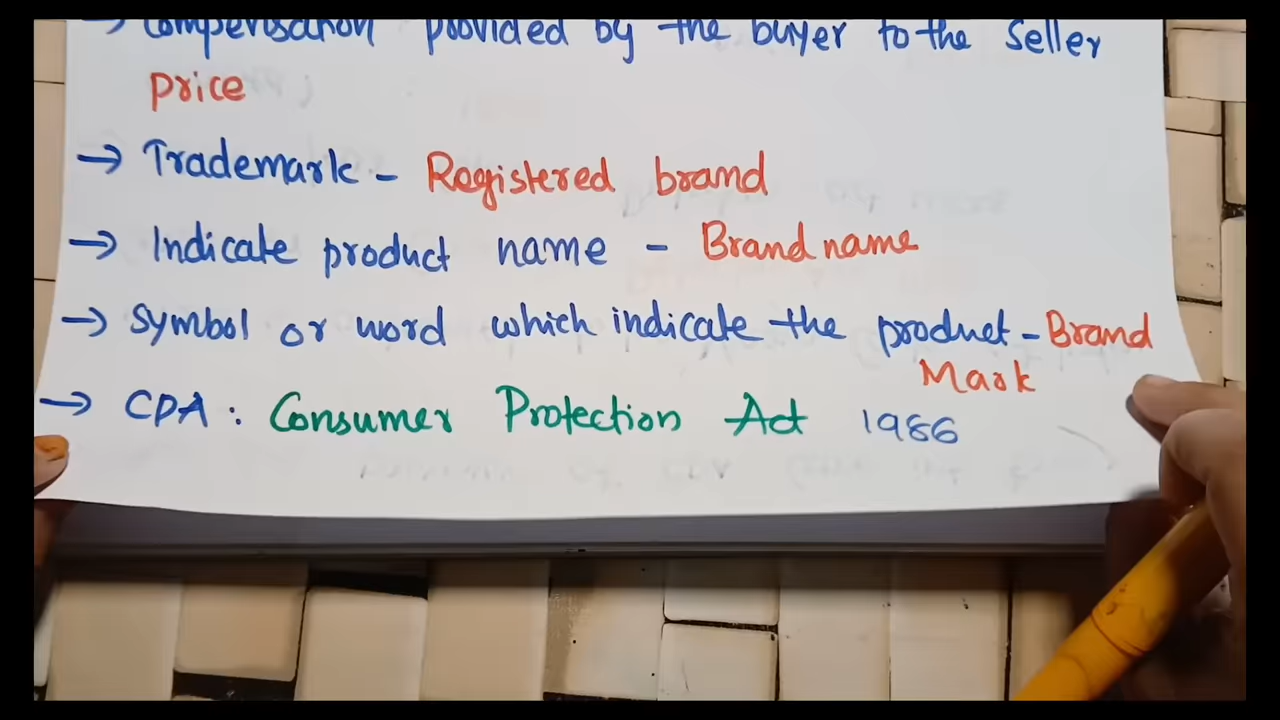 → Compensation provided by the buyer to the seller
price
→ Trademark - Registered brand
→ Indicate product name - Brand name
→ Symbol or word which indicate the product - Brand
Mark
→ CPA : Consumer Protection Act 1986